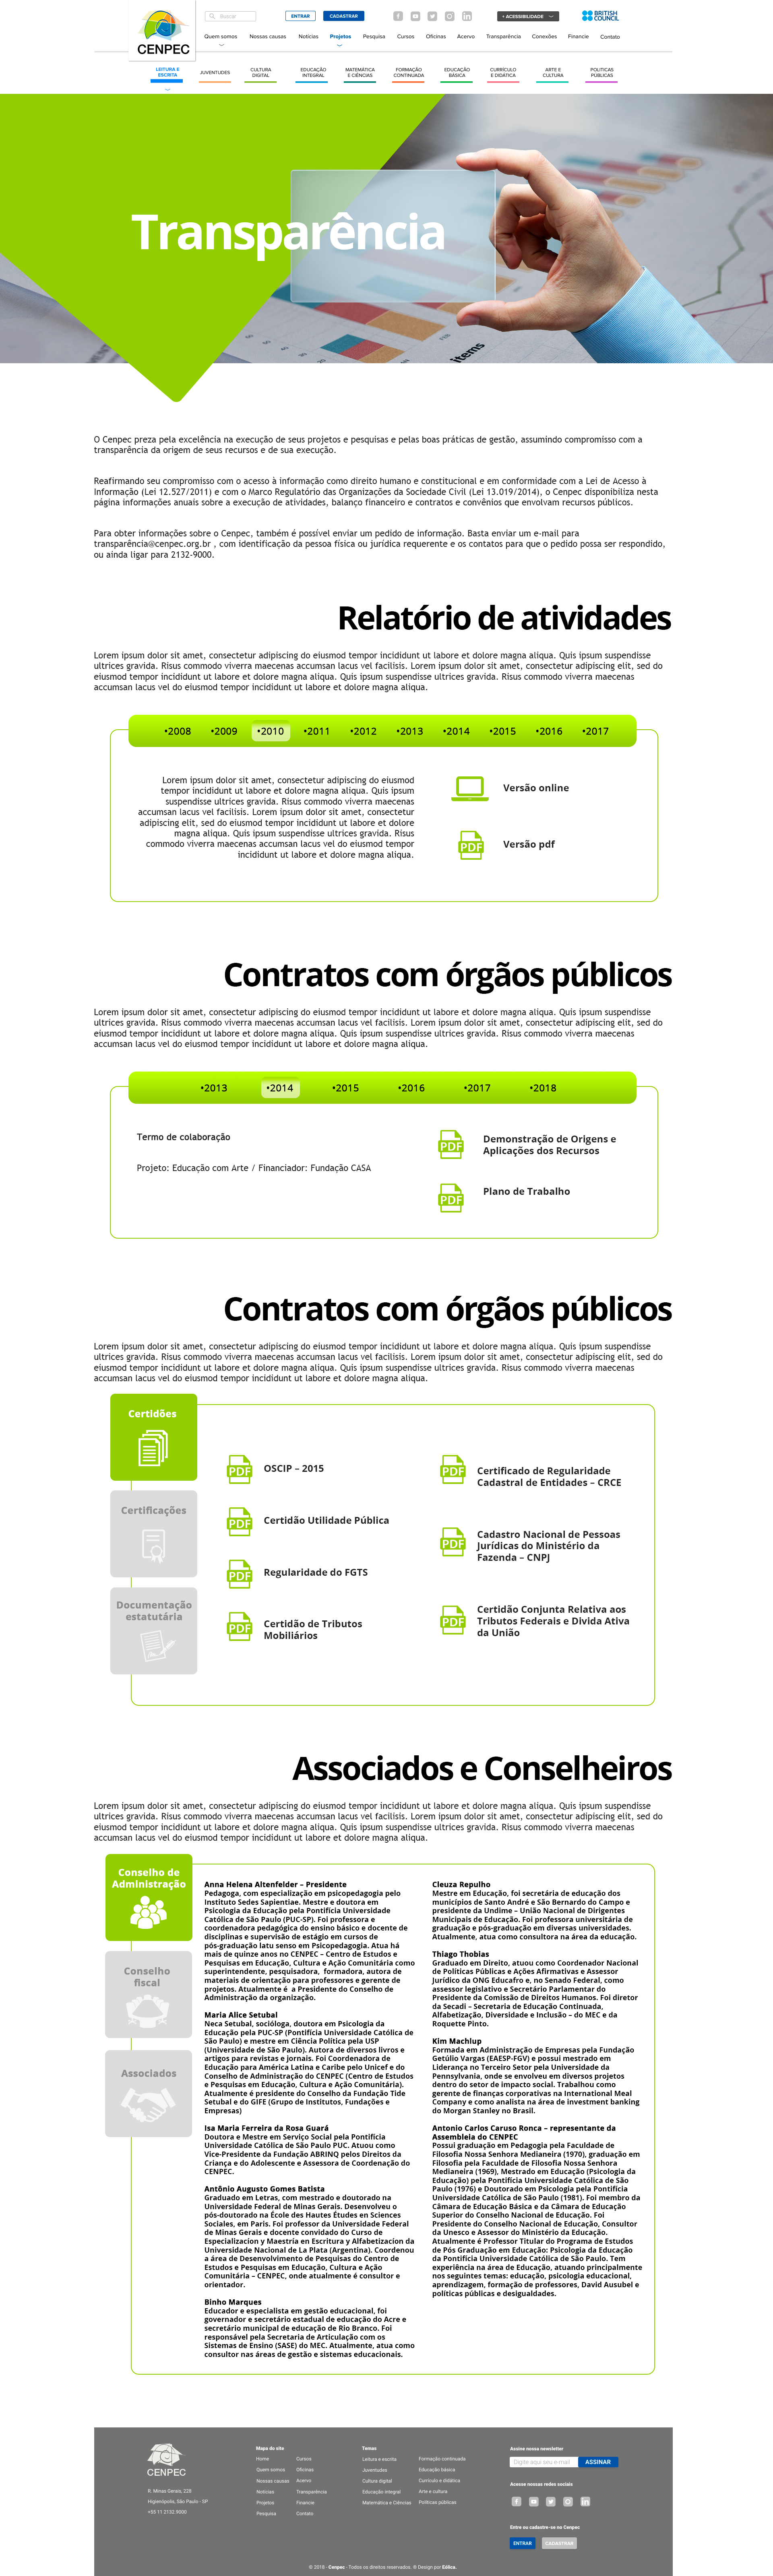 CENPEC
Buscar
ENTRAR
CADASTRAR
+ ACESSIBILIDADE
BRITISH
COUNCIL
Quem somos
Nossas causas
Notícias
Projetos
Pesquisa
Cursos
Oficinas
Acervo
Transparência
Conexões
Financie
Contato
LEITURA E
ESCRITA
JUVENTUDES
CULTURA
DIGITAL
EDUCAÇÃO
INTEGRAL
MATEMÁTICA
E CIÊNCIAS
FORMAÇÃO
CONTINUADA
EDUCAÇÃO
BÁSICA
CURRÍCULO
E DIDÁTICA
ARTE E
CULTURA
POLÍTICAS
PÚBLICAS
Transparência
items
O Cenpec preza pela excelência na execução de seus projetos e pesquisas e pelas boas práticas de gestão, assumindo compromisso com a
transparência da origem de seus recursos e de sua execução.
Reafirmando seu compromisso com o acesso à informação como direito humano e constitucional e em conformidade com a Lei de Acesso à
Informação (Lei 12.527/2011) e com o Marco Regulatório das Organizações da Sociedade Civil (Lei 13.019/2014), o Cenpec disponibiliza nesta
página informações anuais sobre a execução de atividades, balanço financeiro e contratos e convênios que envolvam recursos públicos.
Para obter informações sobre o Cenpec, também é possível enviar um pedido de informação. Basta enviar um e-mail para
transparência@cenpec.org.br , com identificação da pessoa física ou jurídica requerente e os contatos para que o pedido possa ser respondido,
ou ainda ligar para 2132-9000.
Relatório de atividades
Lorem ipsum dolor sit amet, consectetur adipiscing do eiusmod tempor incididunt ut labore et dolore magna aliqua. Quis ipsum suspendisse
ultrices gravida. Risus commodo viverra maecenas accumsan lacus vel facilisis. Lorem ipsum dolor sit amet, consectetur adipiscing elit, sed do
eiusmod tempor incididunt ut labore et dolore magna aliqua. Quis ipsum suspendisse ultrices gravida. Risus commodo viverra maecenas
accumsan lacus vel do eiusmod tempor incididunt ut labore et dolore magna aliqua.
•2008 •2009 •2010 •2011 •2012 •2013 •2014 •2015 •2016 •2017
Lorem ipsum dolor sit amet, consectetur adipiscing do eiusmod
tempor incididunt ut labore et dolore magna aliqua. Quis ipsum
suspendisse ultrices gravida. Risus commodo viverra maecenas
accumsan lacus vel facilisis. Lorem ipsum dolor sit amet, consectetur
adipiscing elit, sed do eiusmod tempor incididunt ut labore et dolore
magna aliqua. Quis ipsum suspendisse ultrices gravida. Risus
commodo viverra maecenas accumsan lacus vel do eiusmod tempor
incididunt ut labore et dolore magna aliqua.
Versão online
PDF
Versão pdf
Contratos com órgãos públicos
Lorem ipsum dolor sit amet, consectetur adipiscing do eiusmod tempor incididunt ut labore et dolore magna aliqua. Quis ipsum suspendisse
ultrices gravida. Risus commodo viverra maecenas accumsan lacus vel facilisis. Lorem ipsum dolor sit amet, consectetur adipiscing elit, sed do
eiusmod tempor incididunt ut labore et dolore magna aliqua. Quis ipsum suspendisse ultrices gravida. Risus commodo viverra maecenas
accumsan lacus vel do eiusmod tempor incididunt ut labore et dolore magna aliqua.
•2013 •2014 •2015 •2016 •2017 •2018
Termo de colaboração
Projeto: Educação com Arte / Financiador: Fundação CASA
PDF
Demonstração de Origens e
Aplicações dos Recursos
PDF
Plano de Trabalho
Contratos com órgãos públicos
Lorem ipsum dolor sit amet, consectetur adipiscing do eiusmod tempor incididunt ut labore et dolore magna aliqua. Quis ipsum suspendisse
ultrices gravida. Risus commodo viverra maecenas accumsan lacus vel facilisis. Lorem ipsum dolor sit amet, consectetur adipiscing elit, sed do
eiusmod tempor incididunt ut labore et dolore magna aliqua. Quis ipsum suspendisse ultrices gravida. Risus commodo viverra maecenas
accumsan lacus vel do eiusmod tempor incididunt ut labore et dolore magna aliqua.
Certidões
Certificações
Documentação
estatutária
PDF
OSCIP – 2015
PDF
Certidão Utilidade Pública
PDF
Regularidade do FGTS
PDF
Certidão de Tributos
Mobiliários
PDF
Certificado de Regularidade
Cadastral de Entidades – CRCE
PDF
Cadastro Nacional de Pessoas
Jurídicas do Ministério da
Fazenda – CNPJ
PDF
Certidão Conjunta Relativa aos
Tributos Federais e Divida Ativa
da União
Associados e Conselheiros
Lorem ipsum dolor sit amet, consectetur adipiscing do eiusmod tempor incididunt ut labore et dolore magna aliqua. Quis ipsum suspendisse
ultrices gravida. Risus commodo viverra maecenas accumsan lacus vel facilisis. Lorem ipsum dolor sit amet, consectetur adipiscing elit, sed do
eiusmod tempor incididunt ut labore et dolore magna aliqua. Quis ipsum suspendisse ultrices gravida. Risus commodo viverra maecenas
accumsan lacus vel do eiusmod tempor incididunt ut labore et dolore magna aliqua.
Conselho de
Administração
Conselho
fiscal
Associados
Anna Helena Altenfelder – Presidente
Pedagoga, com especialização em psicopedagogia pelo
Instituto Sedes Sapientiae. Mestre e doutora em
Psicologia da Educação pela Pontifícia Universidade
Católica de São Paulo (PUC-SP). Foi professora e
coordenadora pedagógica do ensino básico e docente de
disciplinas e supervisão de estágio em cursos de
pós-graduação latu senso em Psicopedagogia. Atua há
mais de quinze anos no CENPEC – Centro de Estudos e
Pesquisas em Educação, Cultura e Ação Comunitária como
superintendente, pesquisadora, formadora, autora de
materiais de orientação para professores e gerente de
projetos. Atualmente é a Presidente do Conselho de
Administração da organização.
Maria Alice Setubal
Neca Setubal, socióloga, doutora em Psicologia da
Educação pela PUC-SP (Pontifícia Universidade Católica de
São Paulo) e mestre em Ciência Política pela USP
(Universidade de São Paulo). Autora de diversos livros e
artigos para revistas e jornais. Foi Coordenadora de
Educação para América Latina e Caribe pelo Unicef e do
Conselho de Administração do CENPEC (Centro de Estudos
e Pesquisas em Educação, Cultura e Ação Comunitária).
Atualmente é presidente do Conselho da Fundação Tide
Setubal e do GIFE (Grupo de Institutos, Fundações e
Empresas)
Isa Maria Ferreira da Rosa Guará
Doutora e Mestre em Serviço Social pela Pontifícia
Universidade Católica de São Paulo PUC. Atuou como
Vice-Presidente da Fundação ABRINQ pelos Direitos da
Criança e do Adolescente e Assessora de Coordenação do
CENPEC.
Antônio Augusto Gomes Batista
Graduado em Letras, com mestrado e doutorado na
Universidade Federal de Minas Gerais. Desenvolveu o
pós-doutorado na École des Hautes Études en Sciences
Sociales, em Paris. Foi professor da Universidade Federal
de Minas Gerais e docente convidado do Curso de
Especializacíon y Maestría en Escritura y Alfabetizacíon da
Universidade Nacional de La Plata (Argentina). Coordenou
a área de Desenvolvimento de Pesquisas do Centro de
Estudos e Pesquisas em Educação, Cultura e Ação
Comunitária – CENPEC, onde atualmente é consultor e
orientador.
Binho Marques
Educador e especialista em gestão educacional, foi
governador e secretário estadual de educação do Acre e
secretário municipal de educação de Rio Branco. Foi
responsável pela Secretaria de Articulação com os
Sistemas de Ensino (SASE) do MEC. Atualmente, atua como
consultor nas áreas de gestão e sistemas educacionais.
Cleuza Repulho
Mestre em Educação, foi secretária de educação dos
municípios de Santo André e São Bernardo do Campo e
presidente da Undime – União Nacional de Dirigentes
Municipais de Educação. Foi professora universitária de
graduação e pós-graduação em diversas universidades.
Atualmente, atua como consultora na área da educação.
Thiago Thobias
Graduado em Direito, atuou como Coordenador Nacional
de Políticas Públicas e Ações Afirmativas e Assessor
Jurídico da ONG Educafro e, no Senado Federal, como
assessor legislativo e Secretário Parlamentar do
Presidente da Comissão de Direitos Humanos. Foi diretor
da Secadi – Secretaria de Educação Continuada,
Alfabetização, Diversidade e Inclusão – do MEC e da
Roquette Pinto.
Kim Machlup
Formada em Administração de Empresas pela Fundação
Getúlio Vargas (EAESP-FGV) e possui mestrado em
Liderança no Terceiro Setor pela Universidade da
Pennsylvania, onde se envolveu em diversos projetos
dentro do setor de impacto social. Trabalhou como
gerente de finanças corporativas na International Meal
Company e como analista na área de investment banking
do Morgan Stanley no Brasil.
Antonio Carlos Caruso Ronca – representante da
Assembleia do CENPEC
Possui graduação em Pedagogia pela Faculdade de
Filosofia Nossa Senhora Medianeira (1970), graduação em
Filosofia pela Faculdade de Filosofia Nossa Senhora
Medianeira (1969), Mestrado em Educação (Psicologia da
Educação) pela Pontifícia Universidade Católica de São
Paulo (1976) e Doutorado em Psicologia pela Pontifícia
Universidade Católica de São Paulo (1981). Foi membro da
Câmara de Educação Básica e da Câmara de Educação
Superior do Conselho Nacional de Educação. Foi
Presidente do Conselho Nacional de Educação, Consultor
da Unesco e Assessor do Ministério da Educação.
Atualmente é Professor Titular do Programa de Estudos
de Pós Graduação em Educação: Psicologia da Educação
da Pontifícia Universidade Católica de São Paulo. Tem
experiência na área de Educação, atuando principalmente
nos seguintes temas: educação, psicologia educacional,
aprendizagem, formação de professores, David Ausubel e
políticas públicas e desigualdades.
CENPEC
R. Minas Gerais, 228
Higienópolis, São Paulo - SP
+55 11 2132 9000
Mapa do site
Home
Quem somos
Nossas causas
Notícias
Projetos
Pesquisa
Cursos
Oficinas
Acervo
Transparência
Financie
Contato
Temas
Leitura e escrita
Juventudes
Cultura digital
Educação integral
Matemática e Ciências
Formação continuada
Educação básica
Currículo e didática
Arte e cultura
Políticas públicas
Assine nossa newsletter
Digite aqui seu e-mail
ASSINAR
Acesse nossas redes sociais
Entre ou cadastre-se no Cenpec
ENTRAR
CADASTRAR
© 2018 - Cenpec - Todos os direitos reservados. ® Design por Eólica.